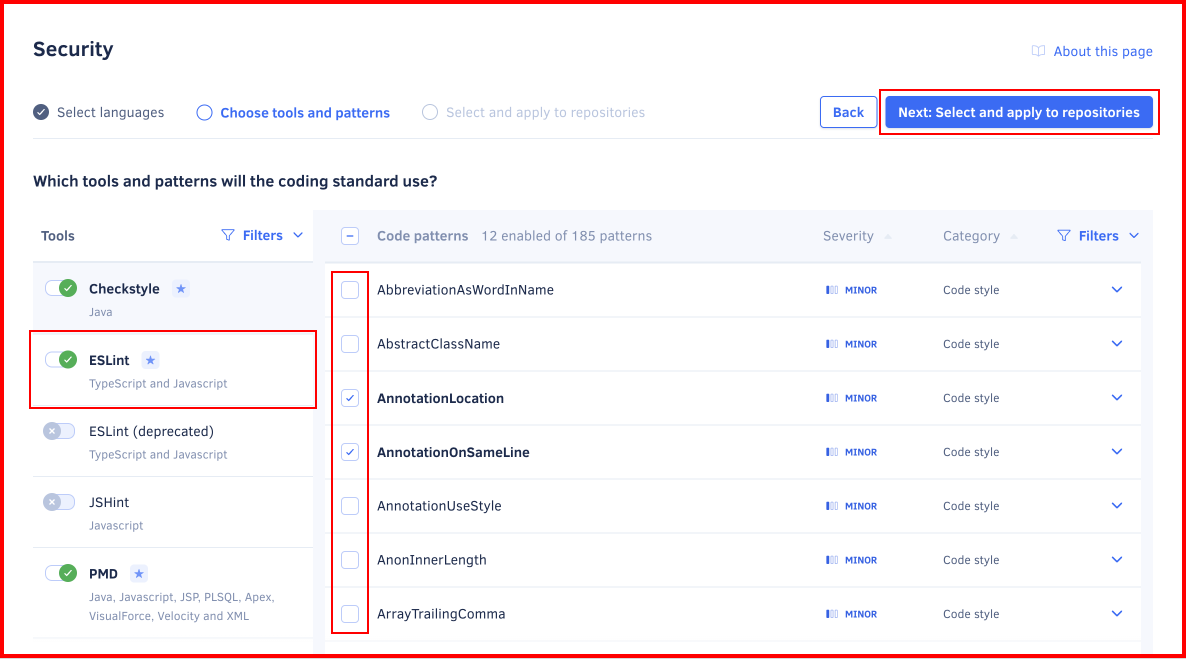 Security
About this page
Select languages
Choose tools and patterns
Select and apply to repositories
Back
Next: Select and apply to repositories
Which tools and patterns will the coding standard use?
Tools
Filters
Checkstyle
Java
ESLint
TypeScript and Javascript
ESLint (deprecated)
TypeScript and Javascript
JSHint
Javascript
PMD
Java, Javascript, JSP, PLSQL, Apex,
VisualForce, Velocity and XML
Code patterns 12 enabled of 185 patterns Severity Category Filters
AbbreviationAsWordInName MINOR Code style
AbstractClassName MINOR Code style
AnnotationLocation MINOR Code style
AnnotationOnSameLine MINOR Code style
AnnotationUseStyle MINOR Code style
AnonInnerLength MINOR Code style
ArrayTrailingComma MINOR Code style